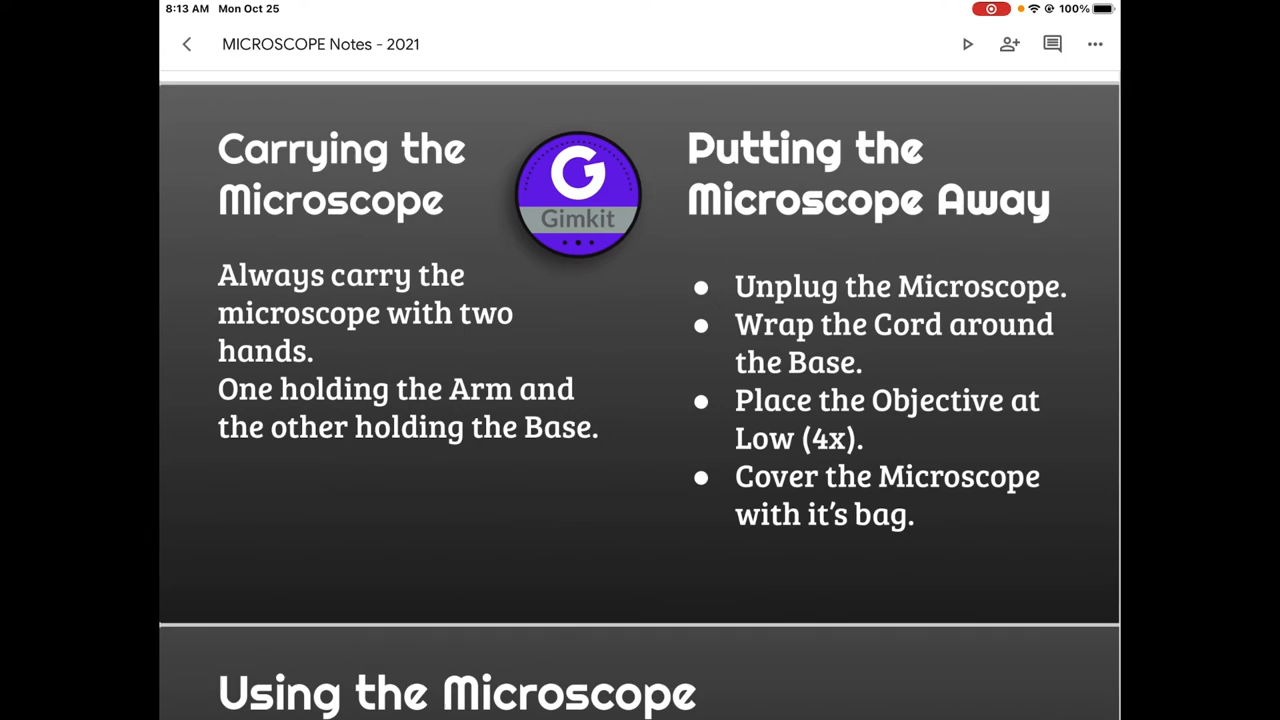 8:13 AM Mon Oct 25
100%
MICROSCOPE Notes - 2021
Carrying the
Microscope
G
Gimkit
Always carry the
microscope with two
hands.
One holding the Arm and
the other holding the Base.
Putting the
Microscope Away
● Unplug the Microscope.
● Wrap the Cord around
the Base.
● Place the Objective at
Low (4x).
● Cover the Microscope
with it's bag.
Using the Microscope